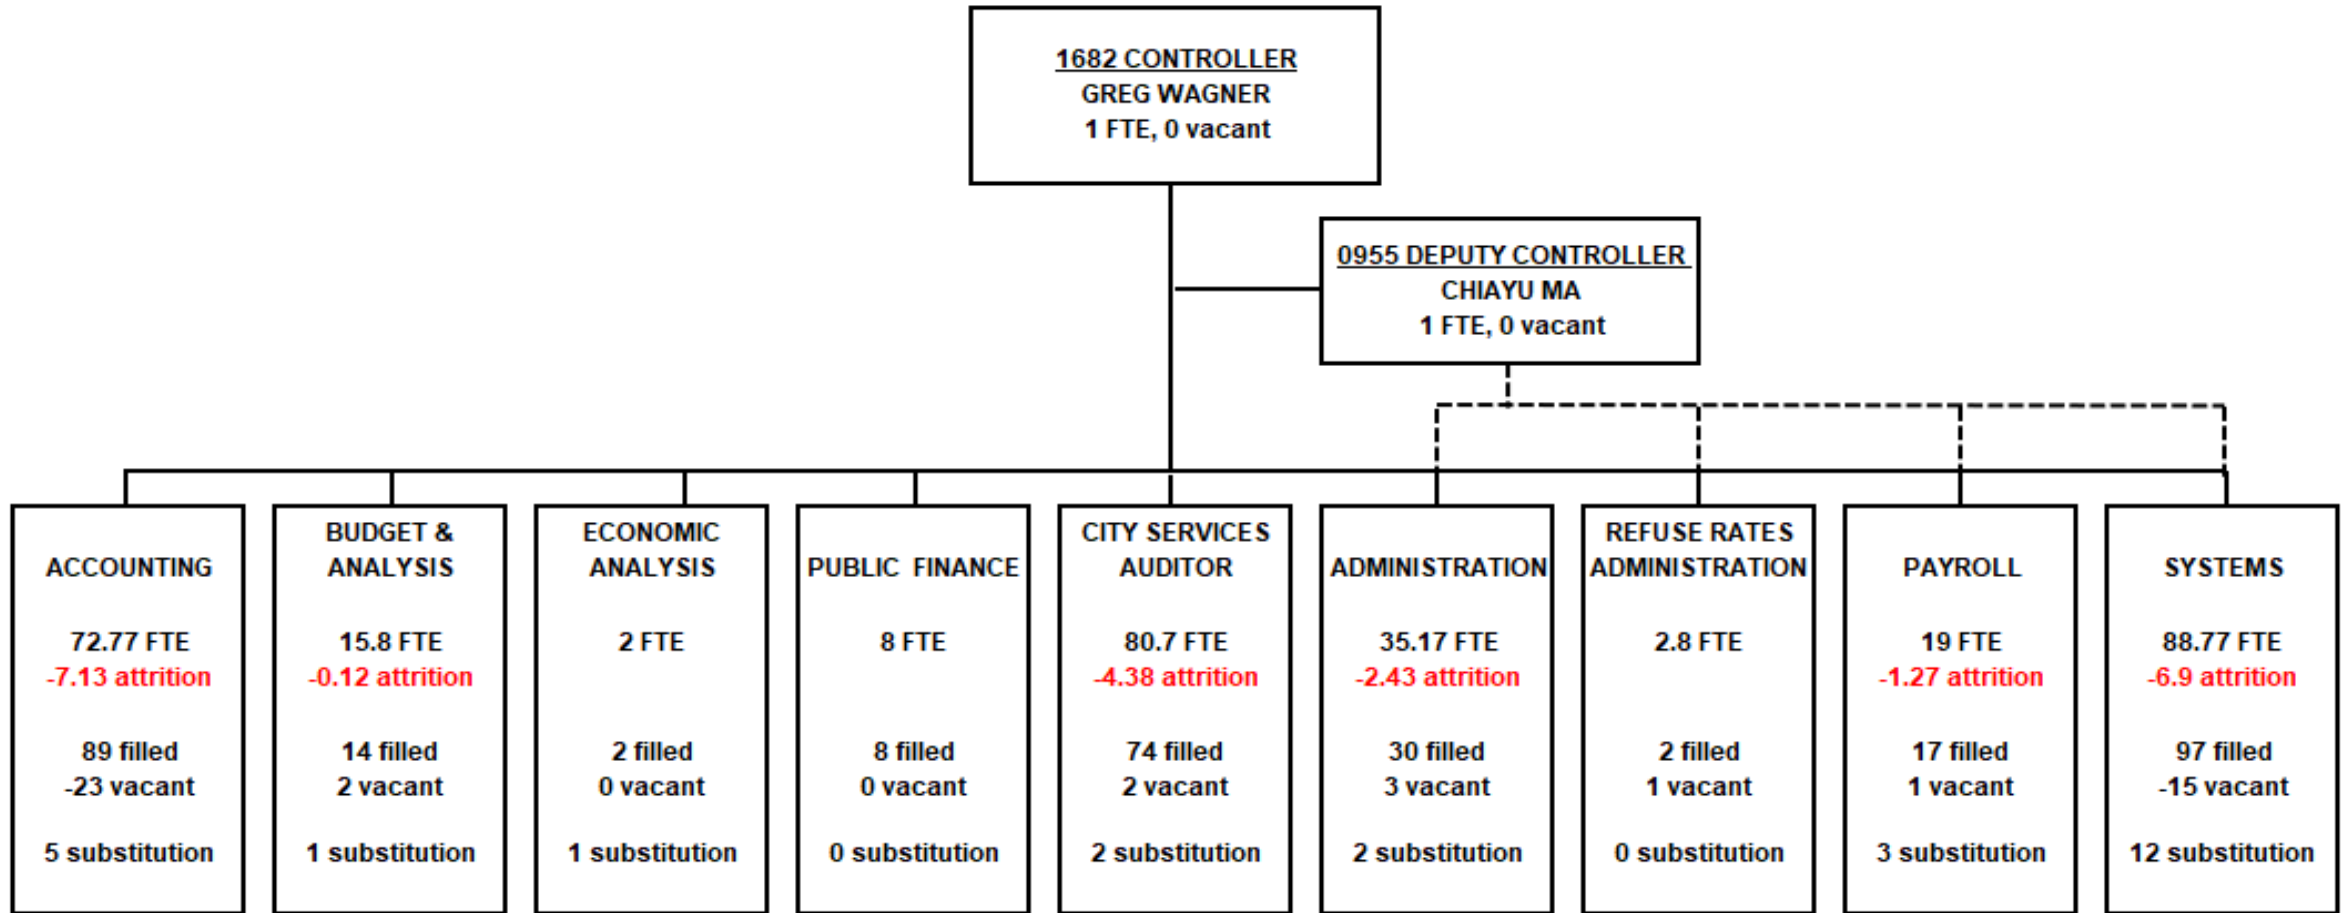 1682 CONTROLLER
GREG WAGNER
1 FTE, 0 vacant
0955 DEPUTY CONTROLLER
CHIAYU MA
1 FTE, 0 vacant
ACCOUNTING
72.77 FTE
-7.13 attrition
89 filled
-23 vacant
5 substitution
BUDGET &
ANALYSIS
15.8 FTE
-0.12 attrition
14 filled
2 vacant
1 substitution
ECONOMIC
ANALYSIS
2 FTE
2 filled
0 vacant
1 substitution
PUBLIC FINANCE
8 FTE
8 filled
0 vacant
0 substitution
CITY SERVICES
AUDITOR
80.7 FTE
-4.38 attrition
74 filled
2 vacant
2 substitution
ADMINISTRATION
35.17 FTE
-2.43 attrition
30 filled
3 vacant
2 substitution
REFUSE RATES
ADMINISTRATION
2.8 FTE
2 filled
1 vacant
0 substitution
PAYROLL
19 FTE
-1.27 attrition
17 filled
1 vacant
3 substitution
SYSTEMS
88.77 FTE
-6.9 attrition
97 filled
-15 vacant
12 substitution